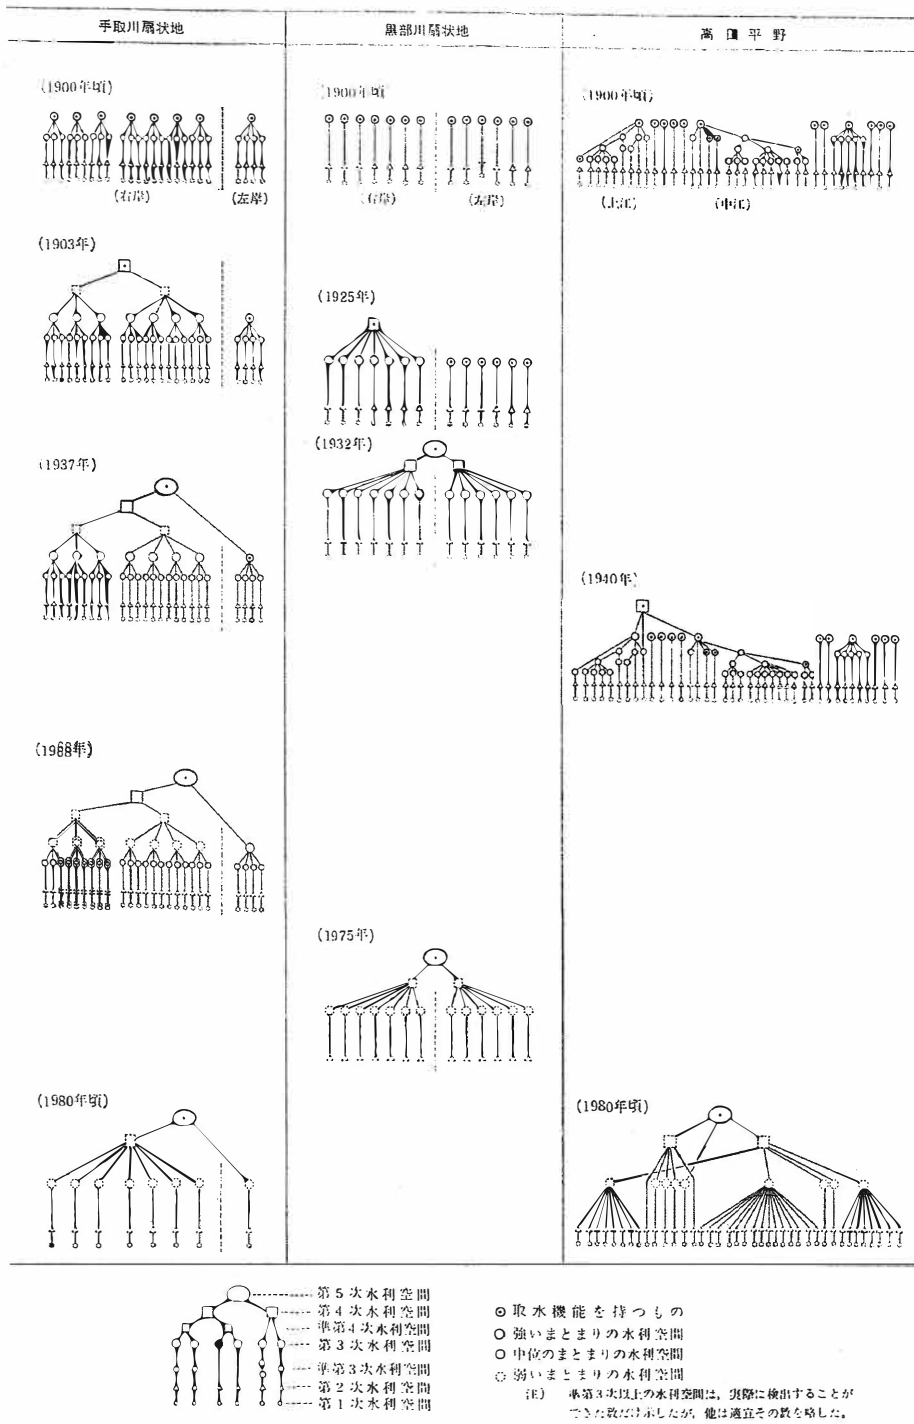 手取川扇状地
黒部川扇状地
高田平野
(1900年頃)
(右岸)
(左岸)
(1903年)
(1937年)
(1968年)
(1980年頃)
(1900年頃
(右岸)
(左岸)
(1925年)
(1932年)
(1975年)
(1900年頃)
(上江)
(中江)
(1940年)
(1980年頃)
第5次水利空間
第4次水利空間
準第4次水利空間
第3次水利空間
準第3次水利空間
第2次水利空間
第1次水利空間
取水機能を持つもの
強いまとまりの水利空間
中位のまとまりの水利空間
弱いまとまりの水利空間
(注) 準第3次以上の水利空間は，実際に検出することが
できた数だけ示したが，他は適宜その数を略した。